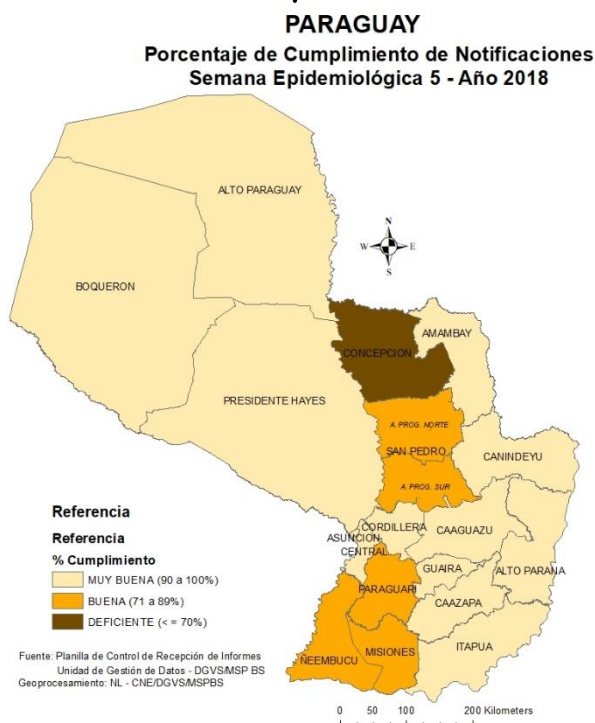 PARAGUAY
Porcentaje de Cumplimiento de Notificaciones
Semana Epidemiológica 5 - Año 2018
ALTO PARAGUAY
N
W E
S
BOQUERON
AMAMBAY
CONCEPCION
PRESIDENTE HAYES
A. PROG. NORTE
SAN PEDRO
CANINDEYU
A. PROG. SUR
Referencia
Referencia
% Cumplimiento
MUY BUENA (90 a 100%)
BUENA (71 a 89%)
DEFICIENTE (< = 70%)
CORDILLERA
CAAGUAZU
ASUNCION
CENTRAL
GUAIRA
ALTO PARANA
PARAGUARI
CAAZAPA
ITAPUA
MISIONES
ÑEEMBUCU
Fuente: Planilla de Control de Recepción de Informes
Unidad de Gestión de Datos - DGVS/MSP BS
Geoprocesamiento: NL - CNE/DGVS/MSPBS
0 50 100 200 Kilometers